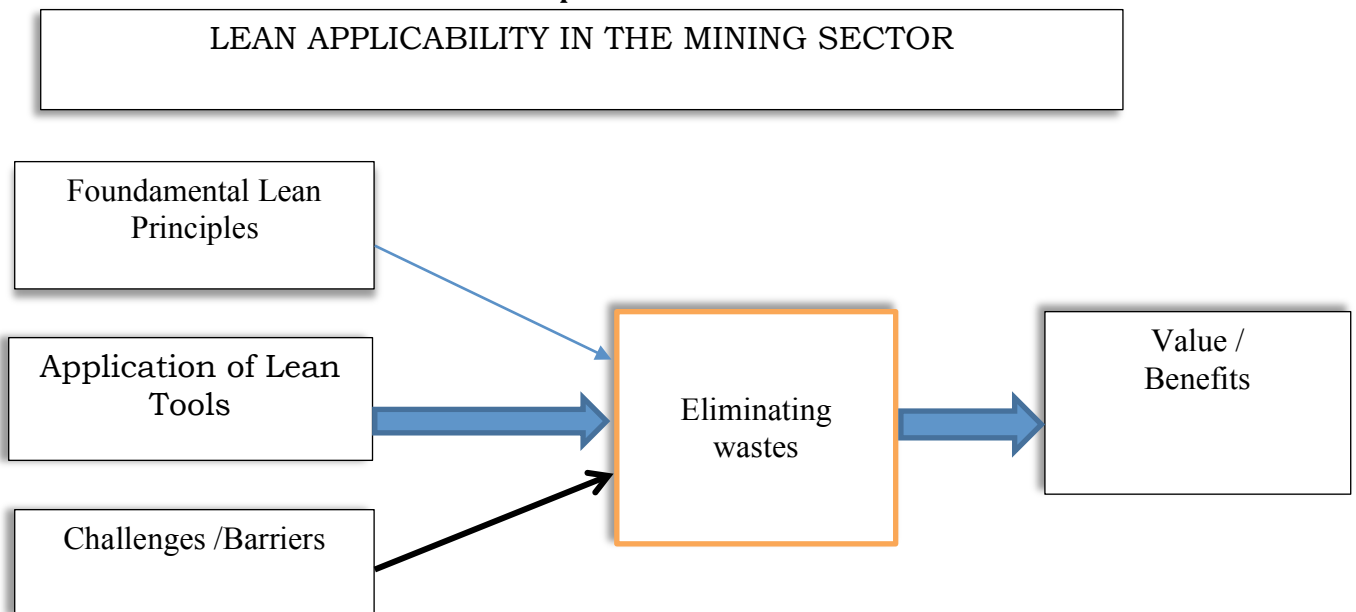 LEAN APPLICABILITY IN THE MINING SECTOR
Foundamental Lean
Principles
Application of Lean
Tools
Challenges /Barriers
Eliminating
wastes
Value /
Benefits